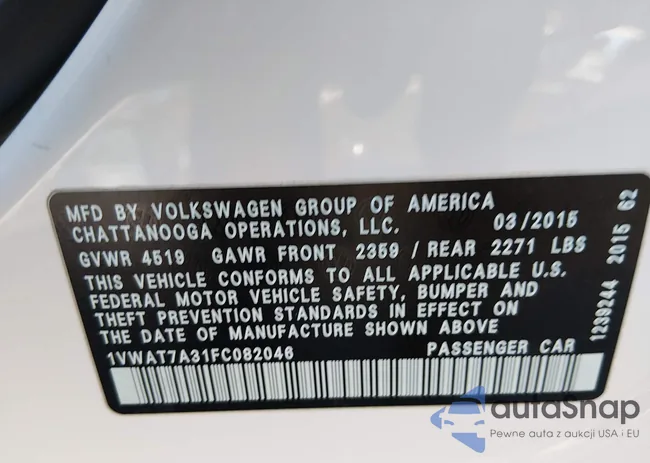 MFD BY VOLKSWAGEN GROUP OF AMERICA
CHATTANOOGA OPERATIONS, LLC. 03/2015
GVWR 4519 GAWR FRONT 2359 / REAR 2271 LBS
THIS VEHICLE CONFORMS TO ALL APPLICABLE U.S.
FEDERAL MOTOR VEHICLE SAFETY, BUMPER AND
THEFT PREVENTION STANDARDS IN EFFECT ON
THE DATE OF MANUFACTURE SHOWN ABOVE
1VWAT7A31FC082046 PASSENGER CAR
1239244 2015 62
autaSnap
Pewne auta z aukcji USA i EU